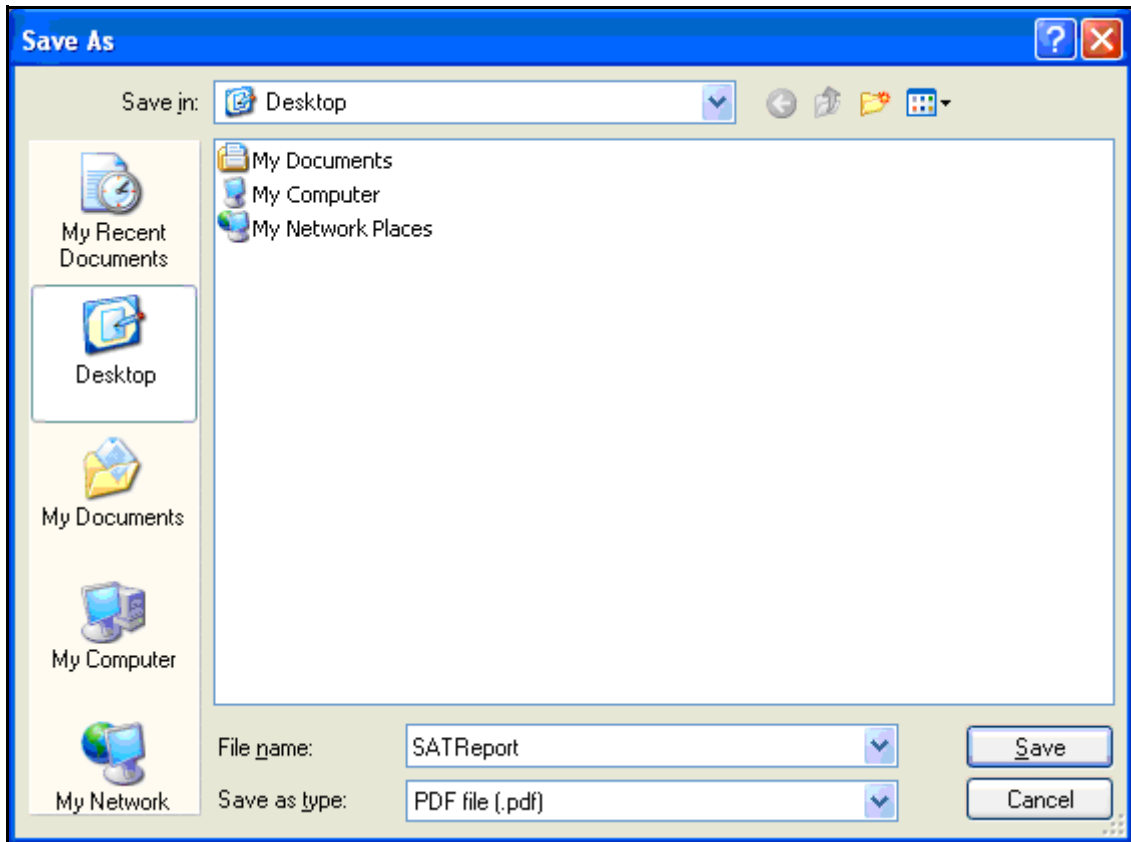 Save As
Save in: Desktop
My Documents
My Computer
My Network Places
My Recent
Documents
Desktop
My Documents
My Computer
My Network
File name: SATReport Save
Save as type: PDF file (.pdf) Cancel